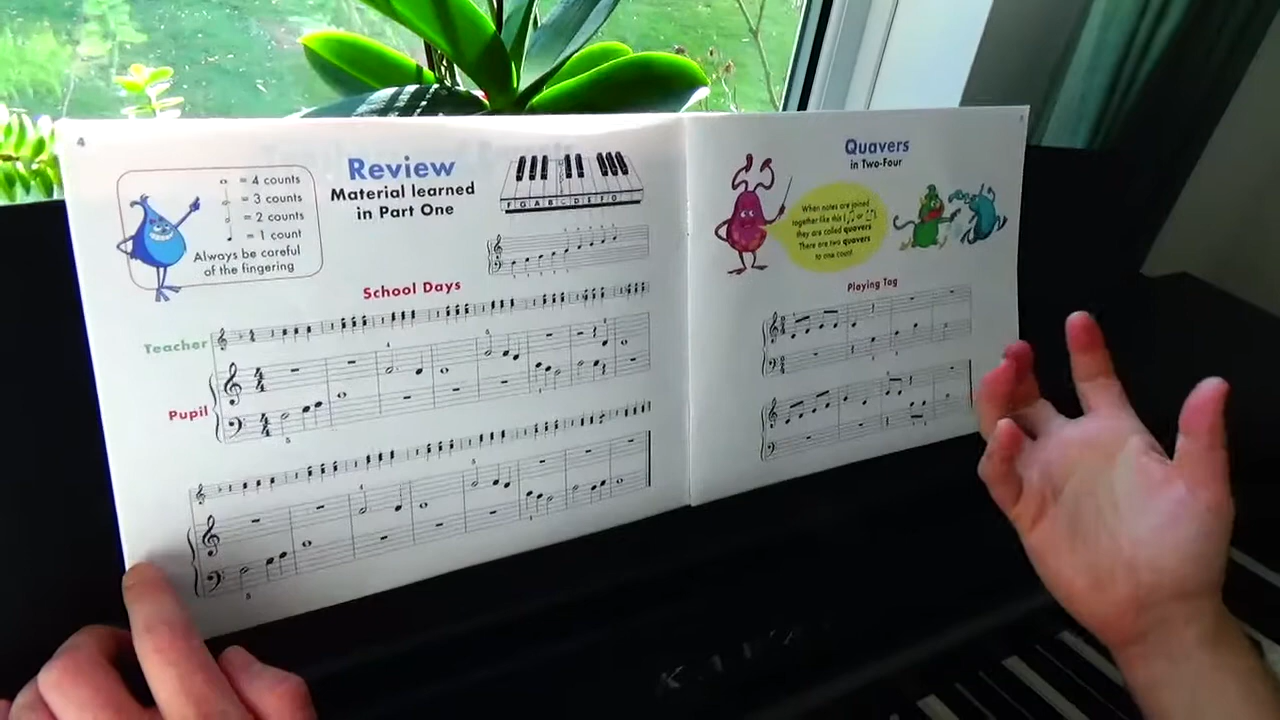 4
= 4 counts
= 3 counts
= 2 counts
= 1 count
Always be careful
of the fingering
Review
Material learned
in Part One
F G A B C D E F G
School Days
Teacher
Pupil
Quavers
in Two-Four
When notes are joined
together like this ( or ),
they are called quavers
There are two quavers
to one count
Playing Tag